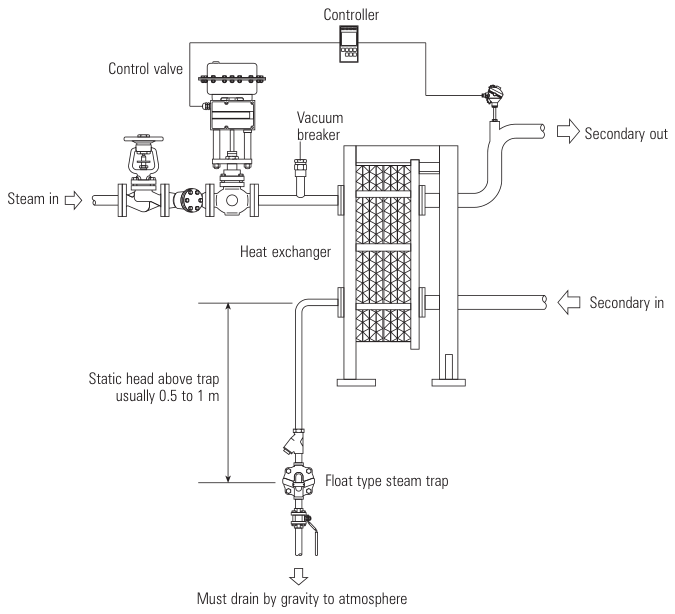 Controller
Control valve
Vacuum
breaker
Secondary out
Steam in
Heat exchanger
Secondary in
Static head above trap
usually 0.5 to 1 m
Float type steam trap
Must drain by gravity to atmosphere